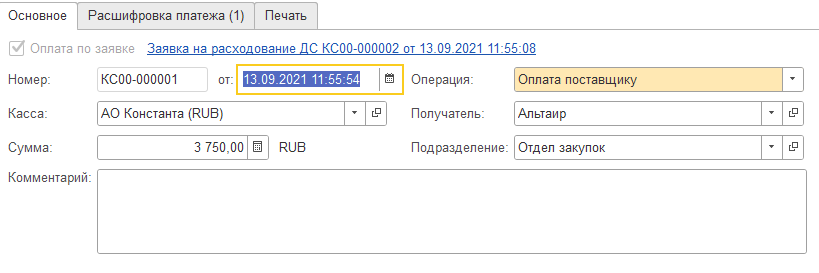 Основное Расшифровка платежа (1) Печать
Оплата по заявке Заявка на расходование ДС КС00-000002 от 13.09.2021 11:55:08
Номер: КС00-000001 от: 13.09.2021 11:55:54 Операция: Оплата поставщику
Касса: АО Константа (RUB) Получатель: Альтаир
Сумма: 3 750,00 RUB Подразделение: Отдел закупок
Комментарий: